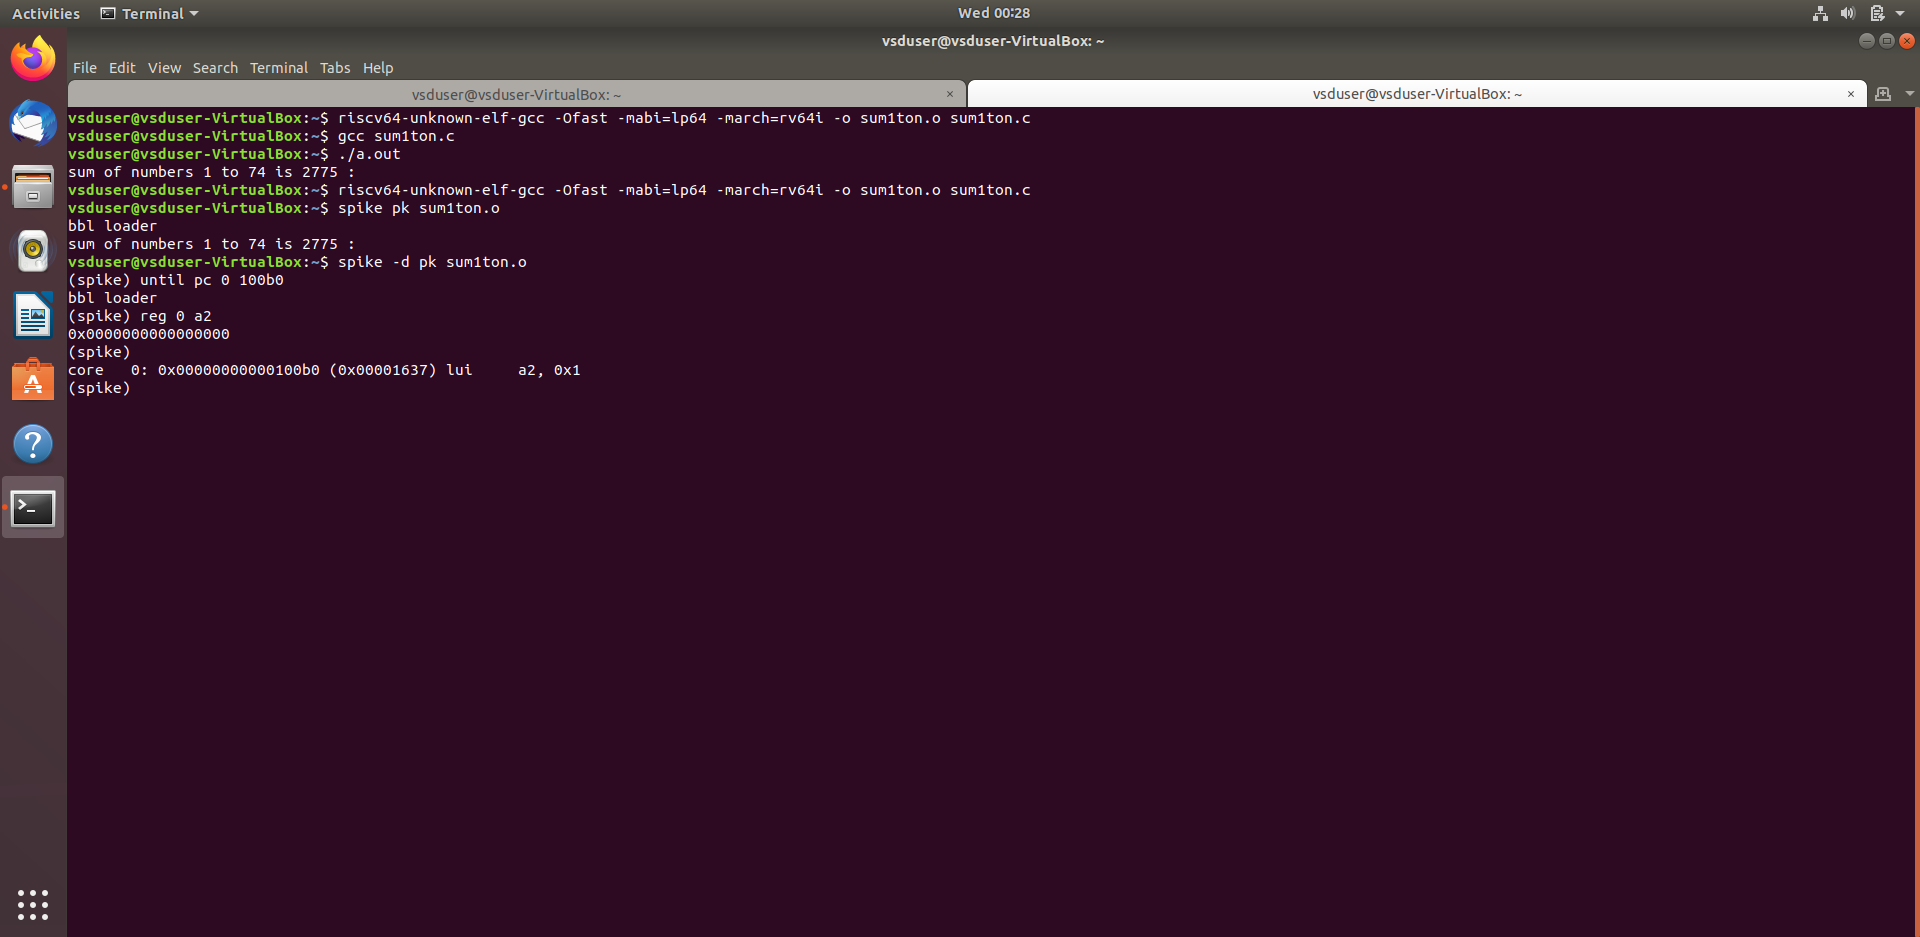 Activities Terminal Wed 00:28
vsduser@vsduser-VirtualBox: ~
File Edit View Search Terminal Tabs Help
vsduser@vsduser-VirtualBox: ~ × vsduser@vsduser-VirtualBox: ~ ×
vsduser@vsduser-VirtualBox:~$ riscv64-unknown-elf-gcc -Ofast -mabi=lp64 -march=rv64i -o sum1ton.o sum1ton.c
vsduser@vsduser-VirtualBox:~$ gcc sum1ton.c
vsduser@vsduser-VirtualBox:~$ ./a.out
sum of numbers 1 to 74 is 2775 :
vsduser@vsduser-VirtualBox:~$ riscv64-unknown-elf-gcc -Ofast -mabi=lp64 -march=rv64i -o sum1ton.o sum1ton.c
vsduser@vsduser-VirtualBox:~$ spike pk sum1ton.o
bbl loader
sum of numbers 1 to 74 is 2775 :
vsduser@vsduser-VirtualBox:~$ spike -d pk sum1ton.o
(spike) until pc 0 100b0
bbl loader
(spike) reg 0 a2
0x0000000000000000
(spike)
core   0: 0x00000000000100b0 (0x00001637) lui     a2, 0x1
(spike)